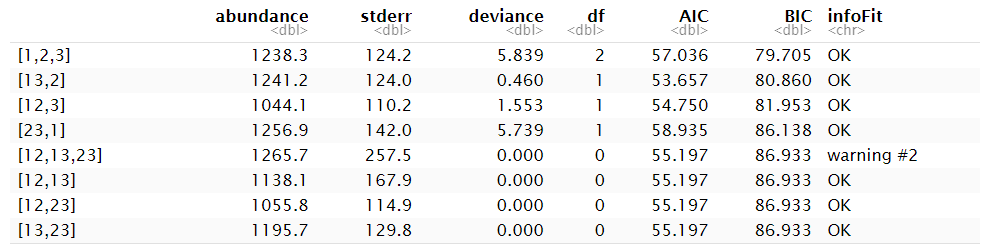 abundance stderr deviance df AIC BIC infoFit
<dbl> <dbl> <dbl> <dbl> <dbl> <dbl> <chr>
[1,2,3] 1238.3 124.2 5.839 2 57.036 79.705 OK
[13,2] 1241.2 124.0 0.460 1 53.657 80.860 OK
[12,3] 1044.1 110.2 1.553 1 54.750 81.953 OK
[23,1] 1256.9 142.0 5.739 1 58.935 86.138 OK
[12,13,23] 1265.7 257.5 0.000 0 55.197 86.933 warning #2
[12,13] 1138.1 167.9 0.000 0 55.197 86.933 OK
[12,23] 1055.8 114.9 0.000 0 55.197 86.933 OK
[13,23] 1195.7 129.8 0.000 0 55.197 86.933 OK